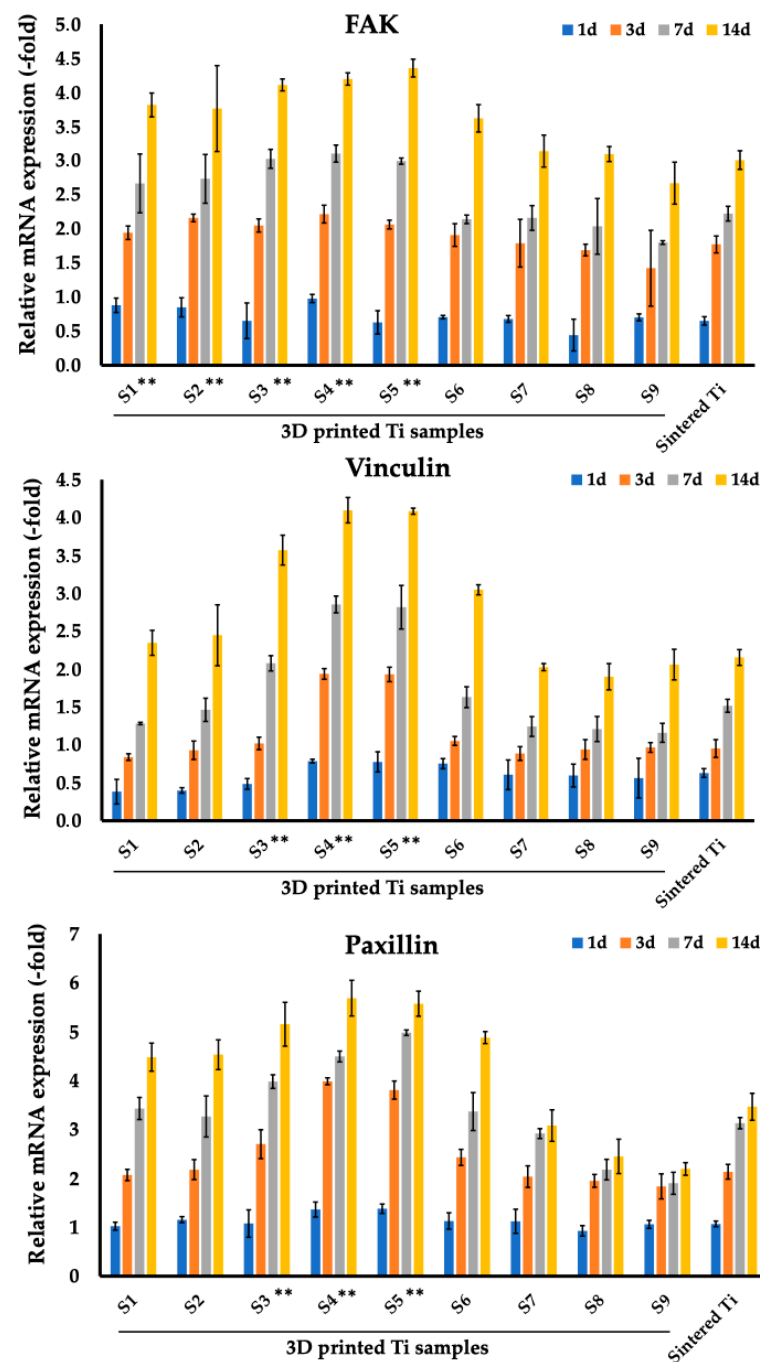 FAK
1d 3d 7d 14d
Relative mRNA expression (-fold)
5.0
4.5
4.0
3.5
3.0
2.5
2.0
1.5
1.0
0.5
0.0
S1 ** S2 ** S3 ** S4 ** S5 ** S6 S7 S8 S9 Sintered Ti
3D printed Ti samples
Vinculin
1d 3d 7d 14d
Relative mRNA expression (-fold)
4.5
4.0
3.5
3.0
2.5
2.0
1.5
1.0
0.5
0.0
S1 S2 S3 ** S4 ** S5 ** S6 S7 S8 S9 Sintered Ti
3D printed Ti samples
Paxillin
1d 3d 7d 14d
Relative mRNA expression (-fold)
7
6
5
4
3
2
1
0
S1 S2 S3 ** S4 ** S5 ** S6 S7 S8 S9 Sintered Ti
3D printed Ti samples